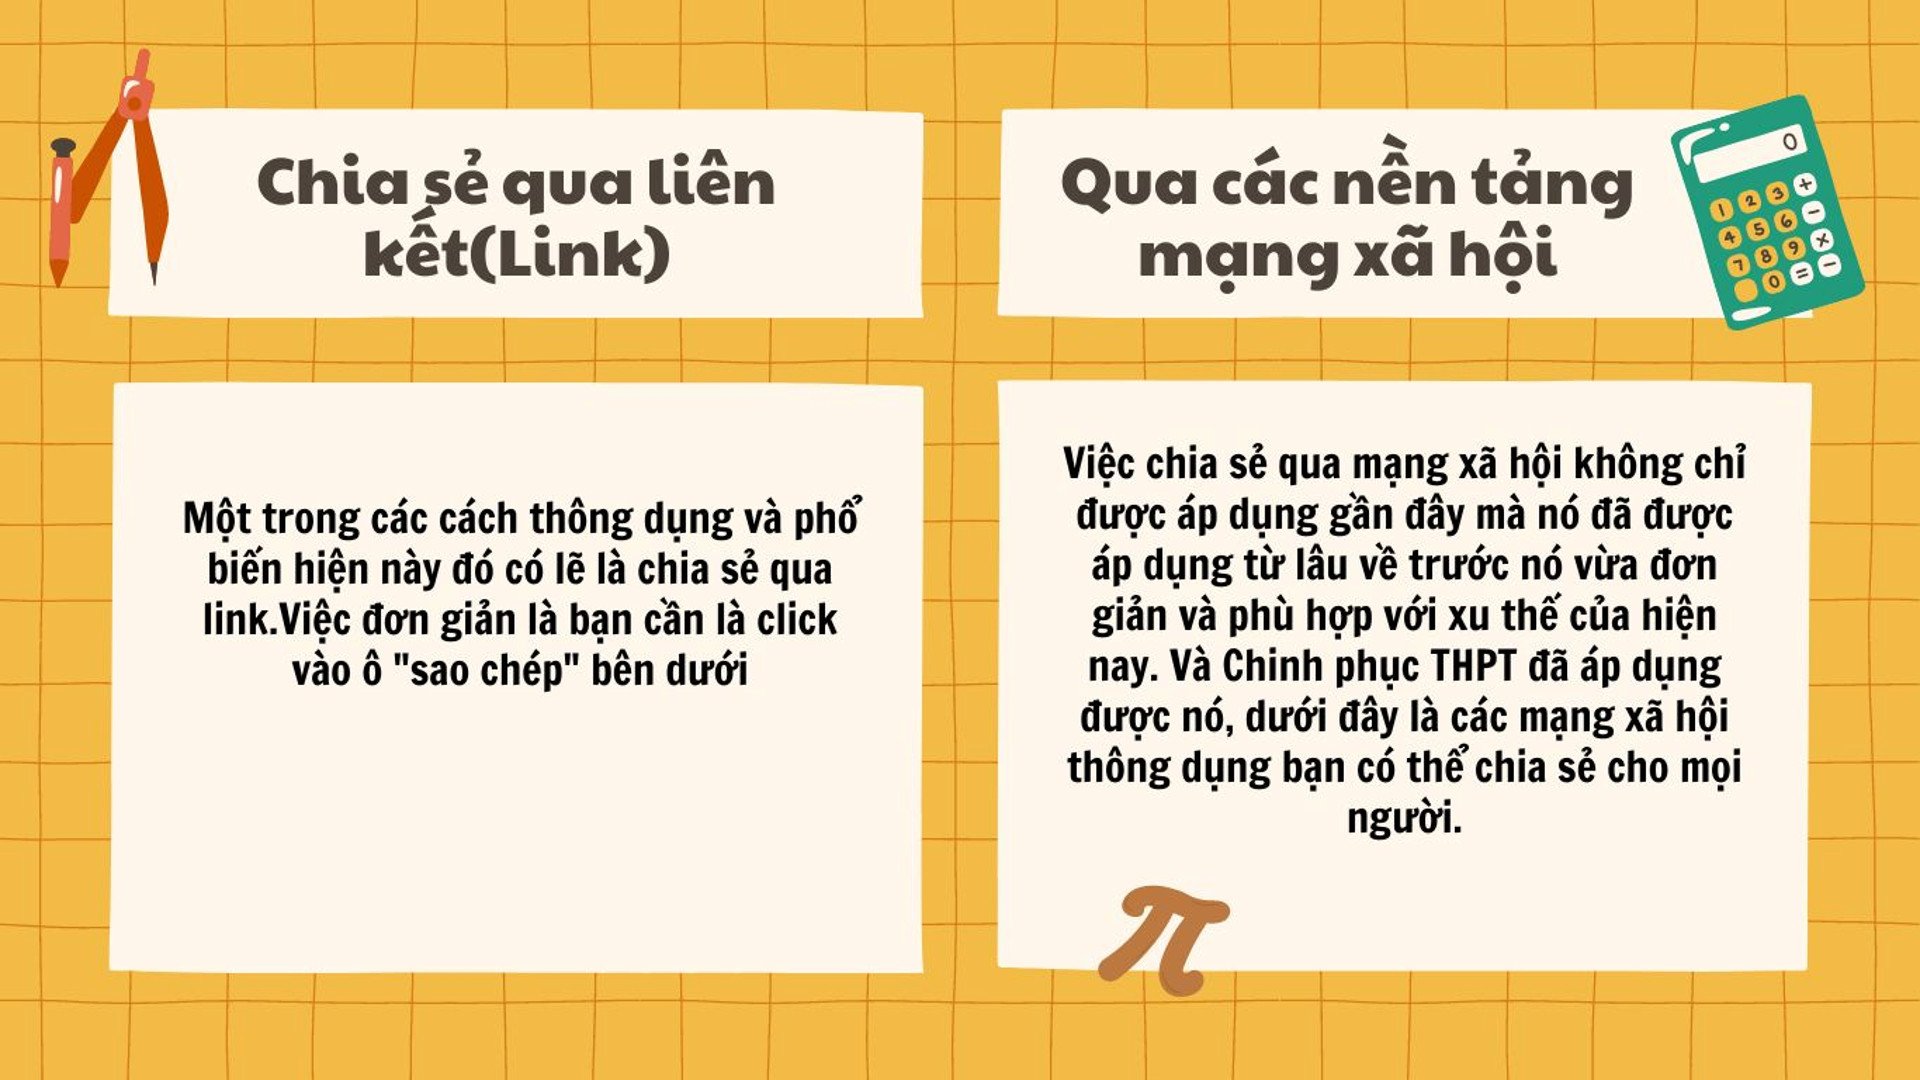 Chia sẻ qua liên
kết(Link)
Qua các nền tảng
mạng xã hội
0
1 2 3 +
4 5 6 −
7 8 9 x
0 = −
Một trong các cách thông dụng và phổ
biến hiện này đó có lẽ là chia sẻ qua
link.Việc đơn giản là bạn cần là click
vào ô "sao chép" bên dưới
Việc chia sẻ qua mạng xã hội không chỉ
được áp dụng gần đây mà nó đã được
áp dụng từ lâu về trước nó vừa đơn
giản và phù hợp với xu thế của hiện
nay. Và Chinh phục THPT đã áp dụng
được nó, dưới đây là các mạng xã hội
thông dụng bạn có thể chia sẻ cho mọi
người.
π